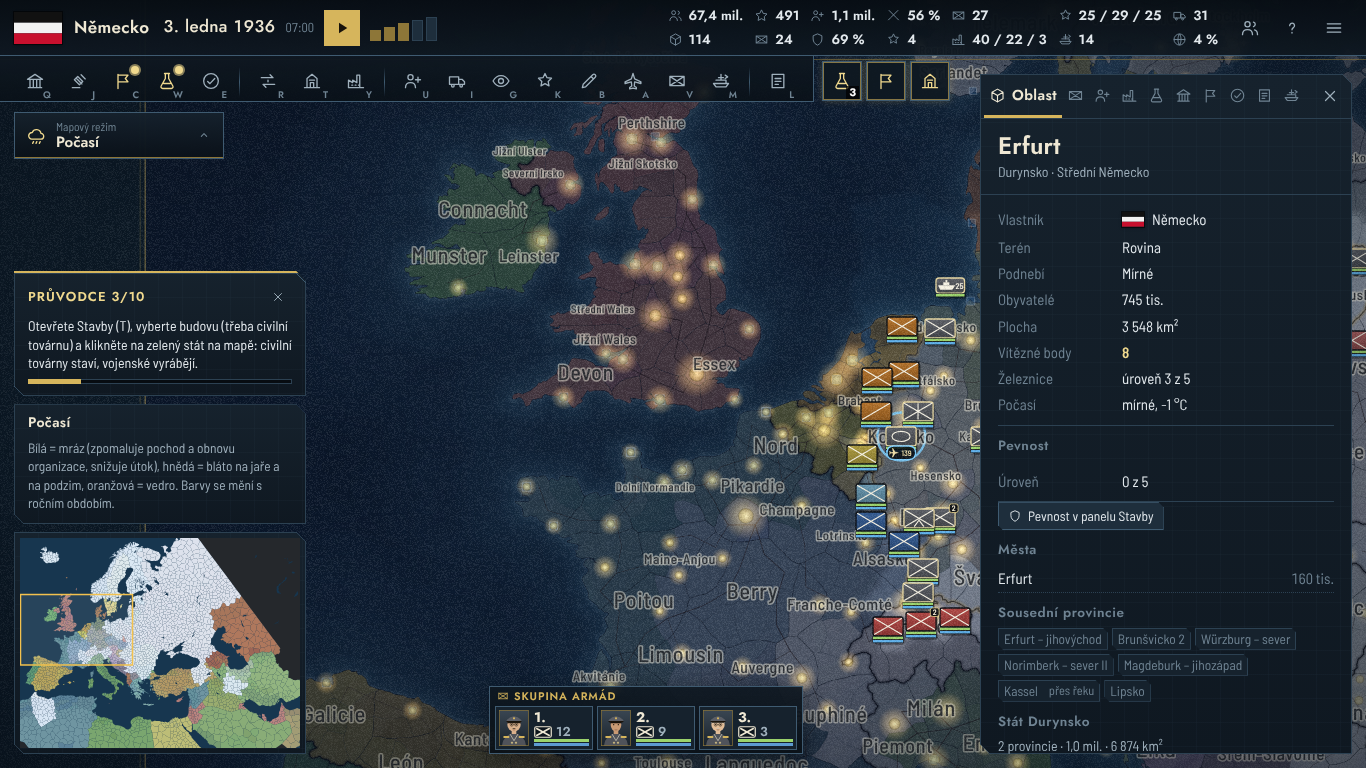 Německo 3. ledna 1936 07:00
67,4 mil. 491 1,1 mil. 56 % 27 25 / 29 / 25 31
114 24 69 % 4 40 / 22 / 3 14 4 %
?
Q J C W E R T Y U I G K B A V M L
3
Mapový režim
Počasí
PRŮVODCE 3/10
Otevřete Stavby (T), vyberte budovu (třeba civilní
továrnu) a klikněte na zelený stát na mapě: civilní
továrny staví, vojenské vyrábějí.
Počasí
Bílá = mráz (zpomaluje pochod a obnovu
organizace, snižuje útok), hnědá = bláto na jaře a
na podzim, oranžová = vedro. Barvy se mění s
ročním obdobím.
Perthshire
Jižní Ulster
Jižní Skotsko
Severní Irsko
Connacht
Munster
Leinster
Střední Wales
Jižní Wales
Devon
Essex
25
sko
fálsko
Nord
139
Hesensko
Dolní Normandie
Pikardie
Champagne
2
Maine-Anjou
Poitou
Berry
Franche-Comté
2
Limousin
Auvergne
Akvitánie
Galicie
uphiné
Milán
Piemont
León
Toulouse
Languedoc
SKUPINA ARMÁD
1.
12
2.
9
3.
3
Oblast
Erfurt
Durynsko · Střední Německo
Vlastník Německo
Terén Rovina
Podnebí Mírné
Obyvatelé 745 tis.
Plocha 3 548 km²
Vítězné body 8
Železnice úroveň 3 z 5
Počasí mírné, -1 °C
Pevnost
Úroveň 0 z 5
Pevnost v panelu Stavby
Města
Erfurt 160 tis.
Sousední provincie
Erfurt – jihovýchod Brunšvicko 2 Würzburg – sever
Norimberk – sever II Magdeburk – jihozápad
Kassel přes řeku Lipsko
Stát Durynsko
2 provincie · 1,0 mil. · 6 874 km²